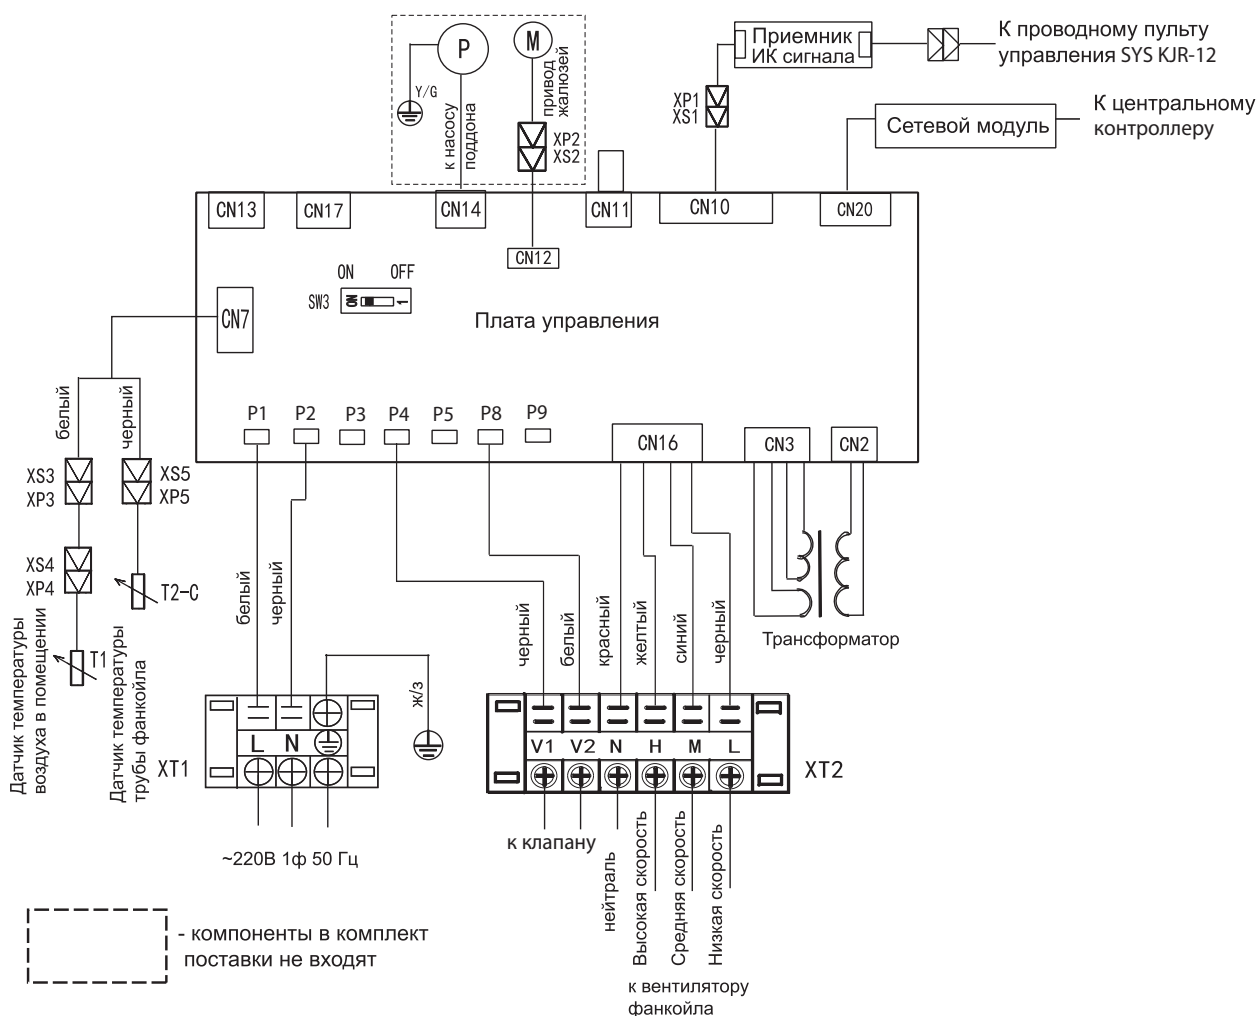 P
M
Y/G
к насосу
поддона
привод
жалюзей
XP2
XS2
XP1
XS1
Приемник
ИК сигнала
К проводному пульту
управления SYS KJR-12
Сетевой модуль
К центральному
контроллеру
CN13
CN17
CN14
CN11
CN10
CN20
CN12
ON OFF
SW3
ON 1
CN7
Плата управления
белый
черный
XS3
XP3
XS5
XP5
XS4
XP4
T2-C
T1
Датчик температуры
воздуха в помещении
Датчик температуры
трубы фанкойла
P1 P2 P3 P4 P5 P8 P9
CN16
CN3
CN2
белый
черный
черный
белый
красный
желтый
синий
черный
Трансформатор
ж/з
L N
XT1
V1 V2 N H M L
XT2
~220В 1ф 50 Гц
к клапану
нейтраль
Высокая скорость
Средняя скорость
Низкая скорость
к вентилятору
фанкойла
- компоненты в комплект
поставки не входят